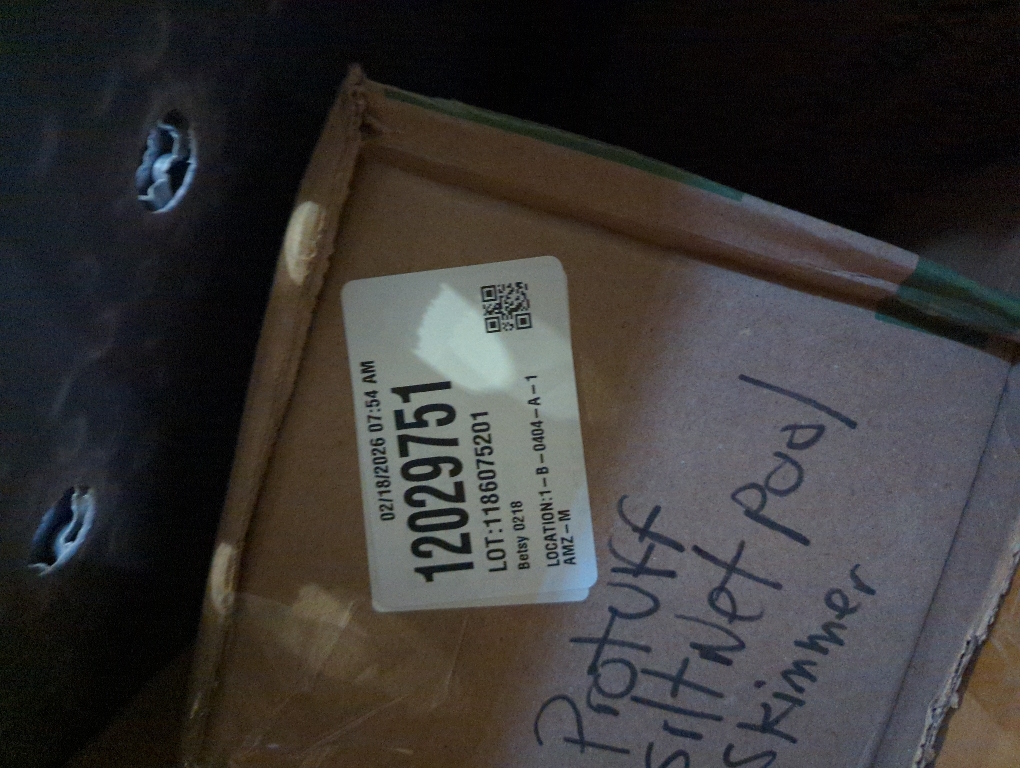 02/18/2026 07:54 AM
12029751
LOT:1186075201
Betsy 0218
LOCATION:1-B-0404-A-1
AMZ-M
Protuff
siltNet pool
skimmer